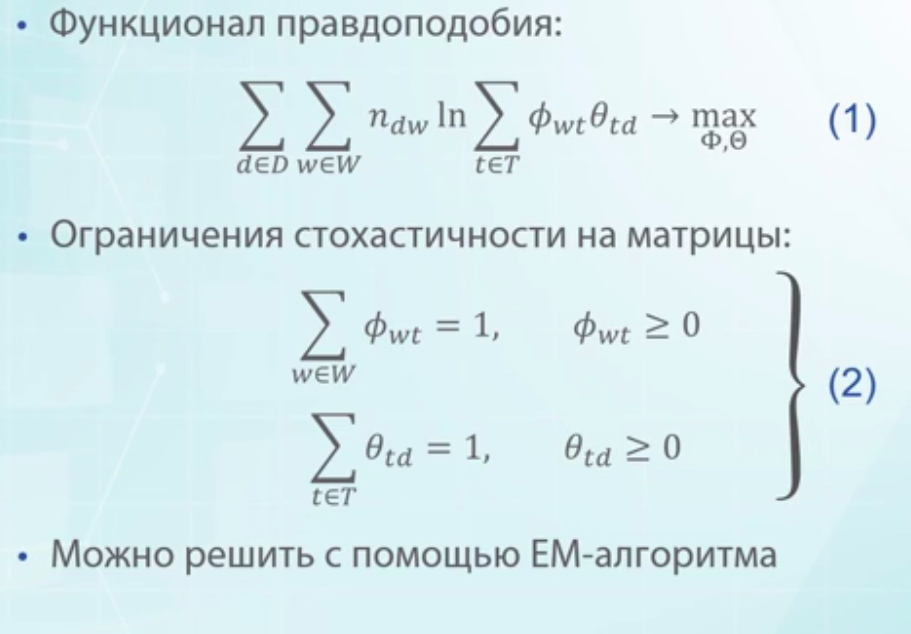 • Функционал правдоподобия:
∑_{d∈D} ∑_{w∈W} n_{dw} ln ∑_{t∈T} ϕ_{wt}θ_{td} → max_{Φ,Θ} (1)
• Ограничения стохастичности на матрицы:
∑_{w∈W} ϕ_{wt} = 1, ϕ_{wt} ≥ 0
(2)
∑_{t∈T} θ_{td} = 1, θ_{td} ≥ 0
• Можно решить с помощью EM-алгоритма